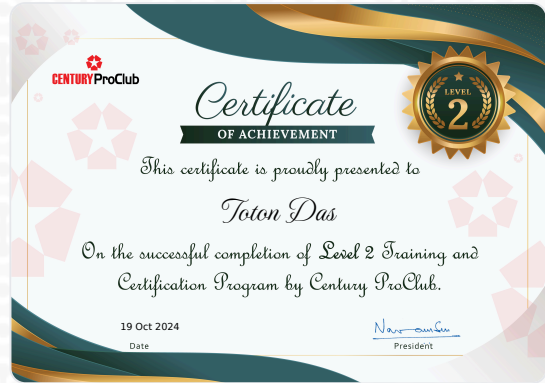 CENTURY ProClub
Certificate
OF ACHIEVEMENT
LEVEL
2
This certificate is proudly presented to
Toton Das
On the successful completion of Level 2 Training and
Certification Program by Century ProClub.
19 Oct 2024
Date
President